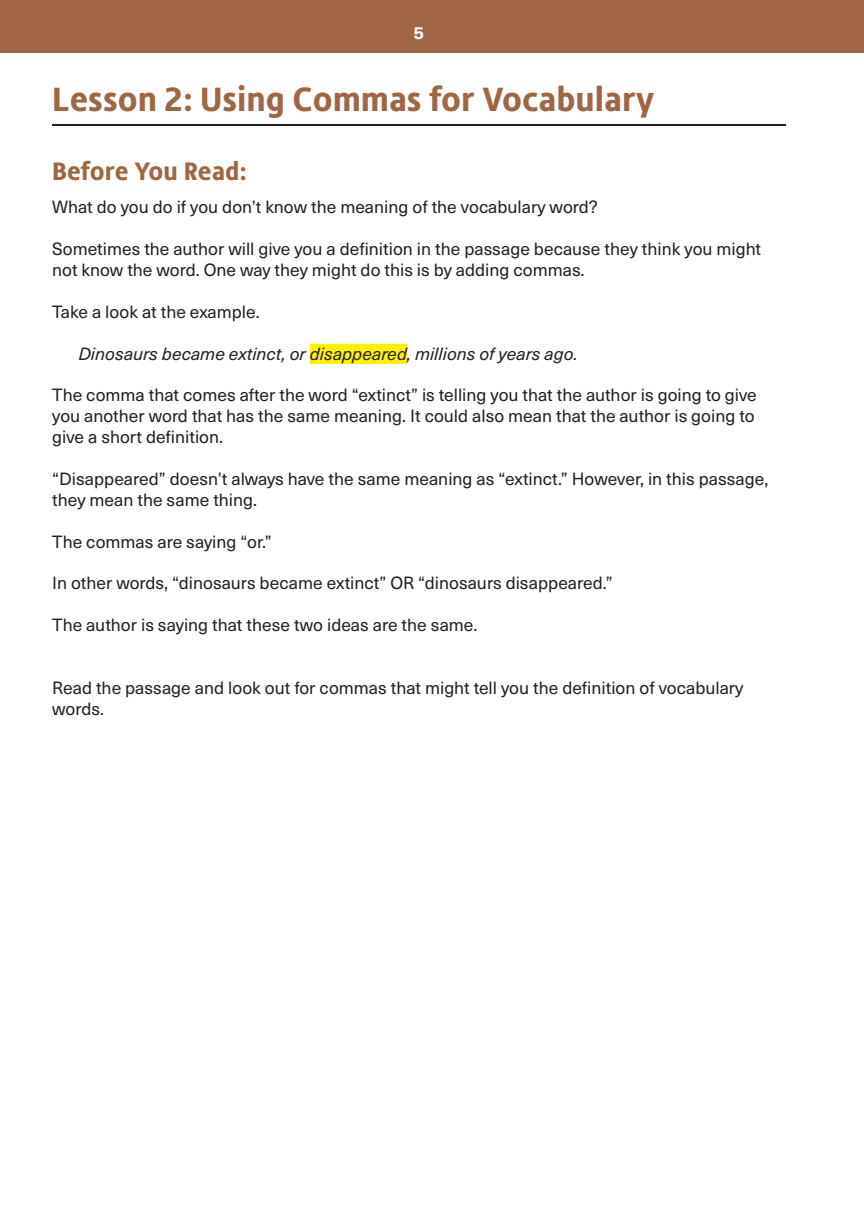 5
Lesson 2: Using Commas for Vocabulary
Before You Read:
What do you do if you don’t know the meaning of the vocabulary word?
Sometimes the author will give you a definition in the passage because they think you might
not know the word. One way they might do this is by adding commas.
Take a look at the example.
Dinosaurs became extinct, or disappeared, millions of years ago.
The comma that comes after the word “extinct” is telling you that the author is going to give
you another word that has the same meaning. It could also mean that the author is going to
give a short definition.
“Disappeared” doesn’t always have the same meaning as “extinct.” However, in this passage,
they mean the same thing.
The commas are saying “or.”
In other words, “dinosaurs became extinct” OR “dinosaurs disappeared.”
The author is saying that these two ideas are the same.
Read the passage and look out for commas that might tell you the definition of vocabulary
words.